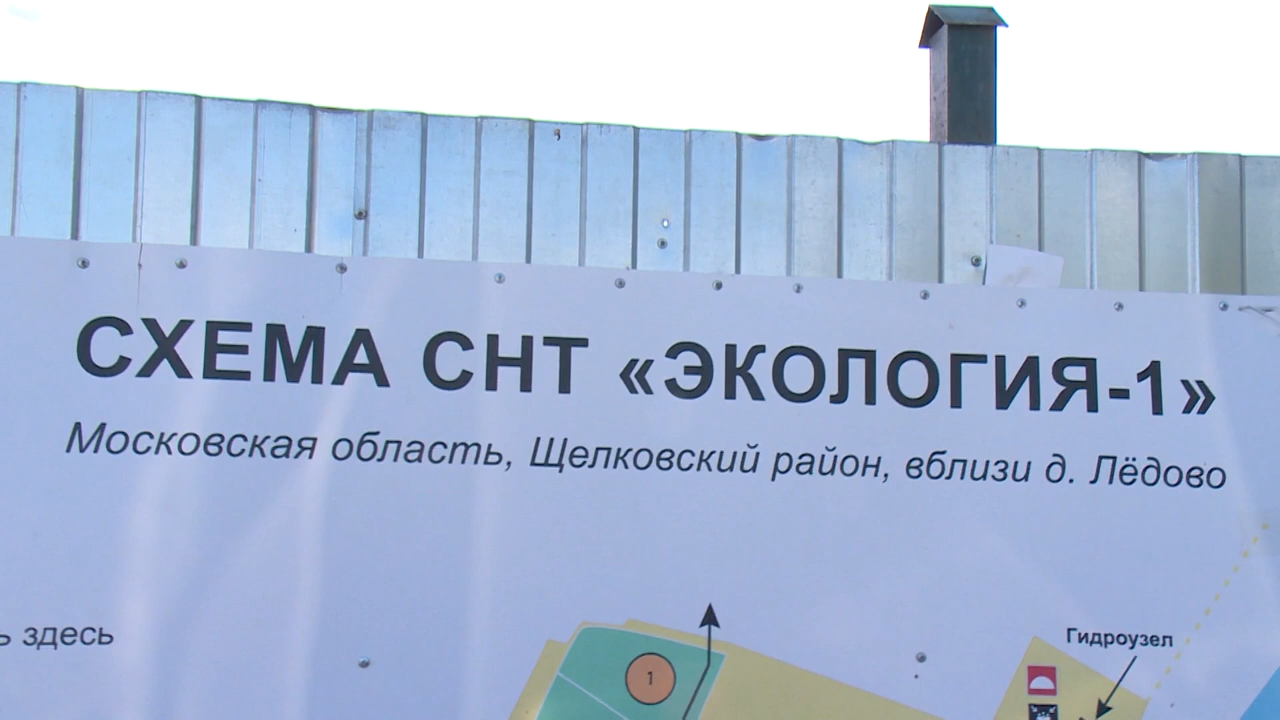 СХЕМА СНТ «ЭКОЛОГИЯ-1»
Московская область, Щелковский район, вблизи д. Лёдово
ь здесь
Гидроузел
1